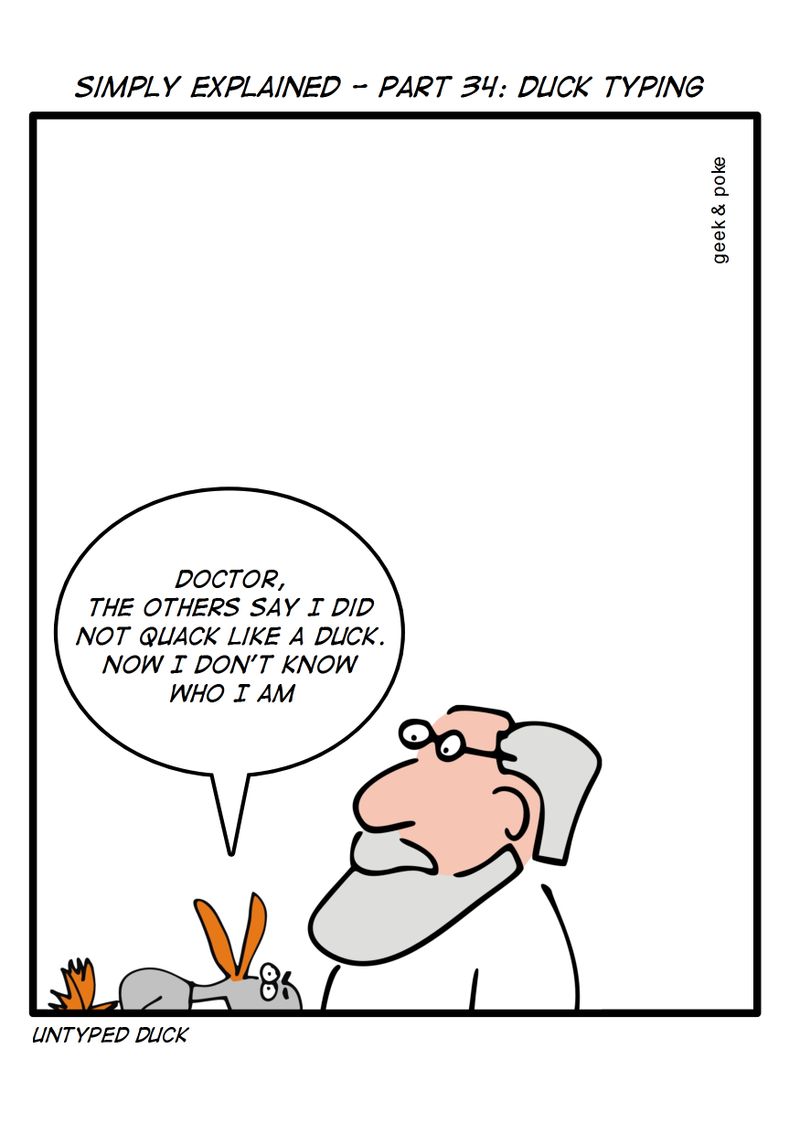 SIMPLY EXPLAINED - PART 34: DUCK TYPING
geek & poke
DOCTOR,
THE OTHERS SAY I DID
NOT QUACK LIKE A DUCK.
NOW I DON'T KNOW
WHO I AM
UNTYPED DUCK